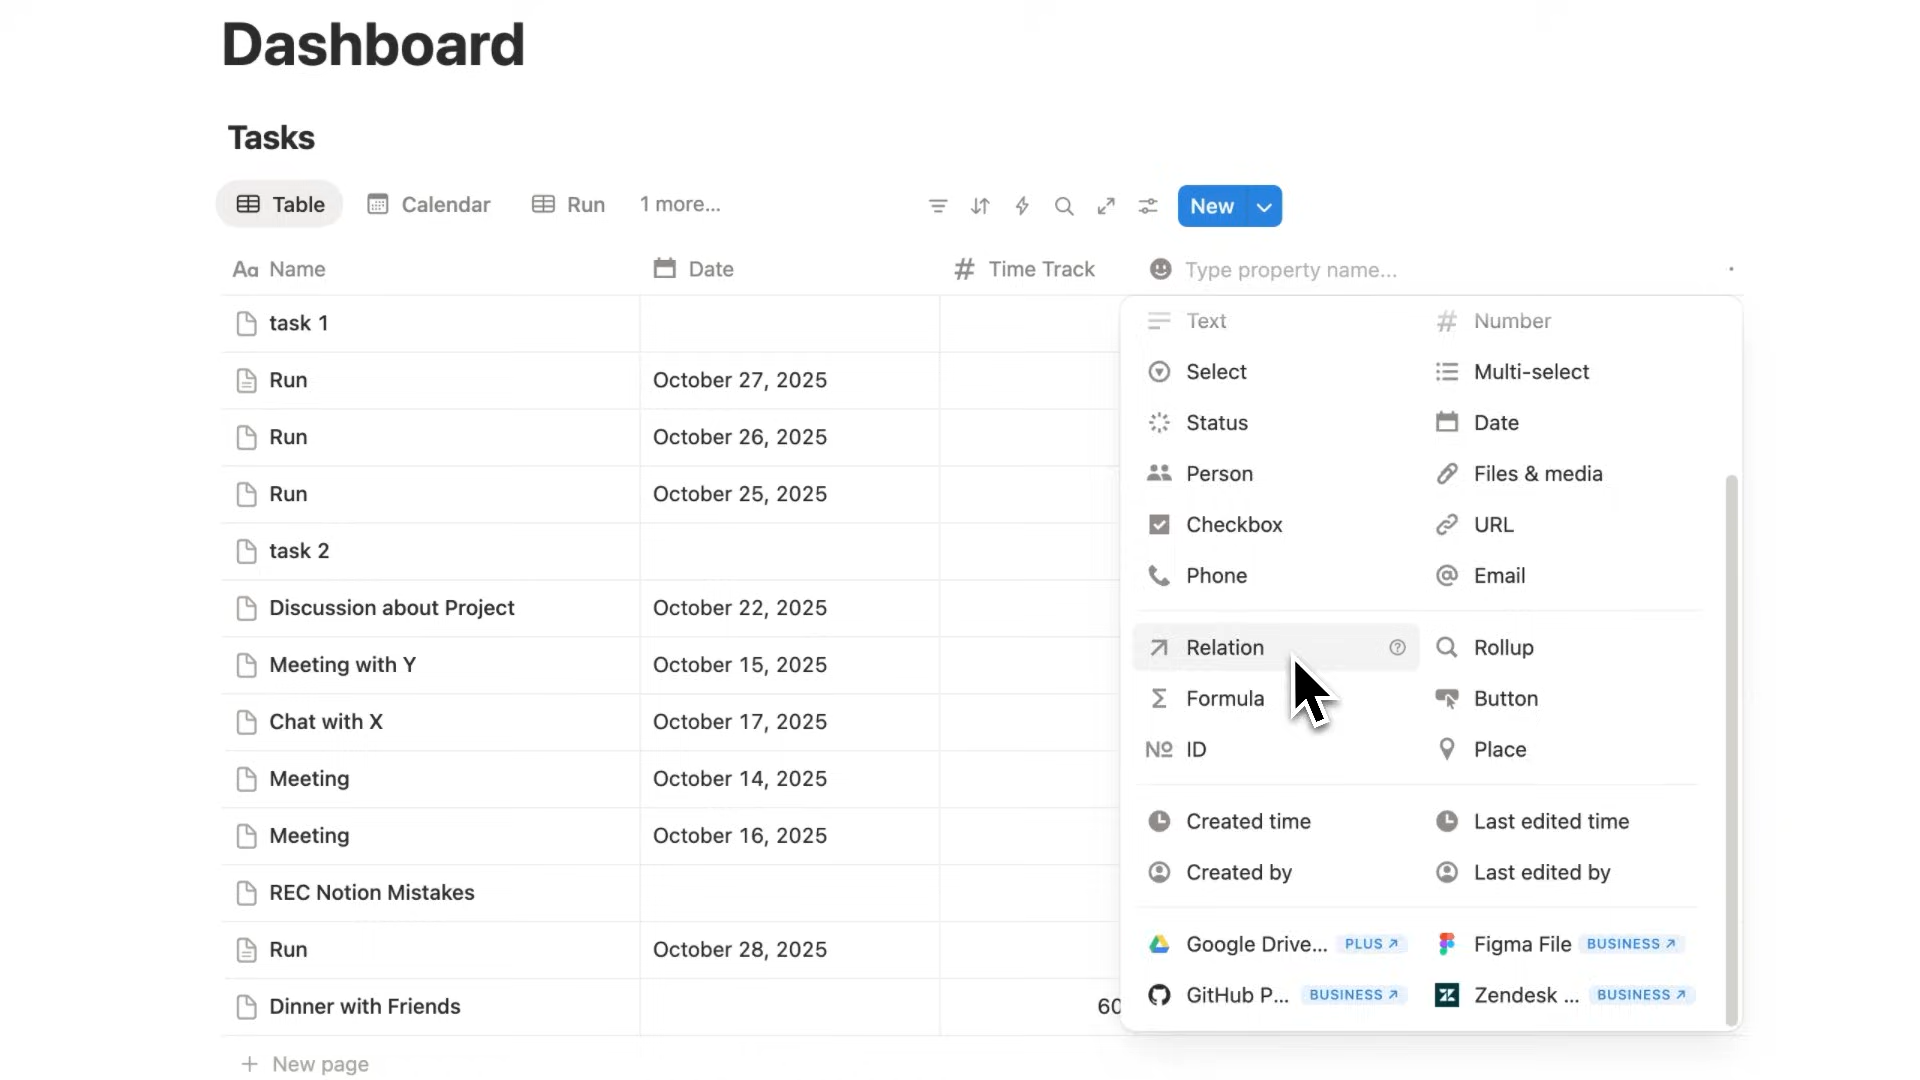 Dashboard
Tasks
Table Calendar Run 1 more... New
Aa Name Date # Time Track Type property name...
task 1
Run October 27, 2025
Run October 26, 2025
Run October 25, 2025
task 2
Discussion about Project October 22, 2025
Meeting with Y October 15, 2025
Chat with X October 17, 2025
Meeting October 14, 2025
Meeting October 16, 2025
REC Notion Mistakes
Run October 28, 2025
Dinner with Friends 60
+ New page
Text # Number
Select Multi-select
Status Date
Person Files & media
Checkbox URL
Phone @ Email
Relation Rollup
Σ Formula Button
№ ID Place
Created time Last edited time
Created by Last edited by
Google Drive... PLUS ↗ Figma File BUSINESS ↗
GitHub P... BUSINESS ↗ Zendesk ... BUSINESS ↗